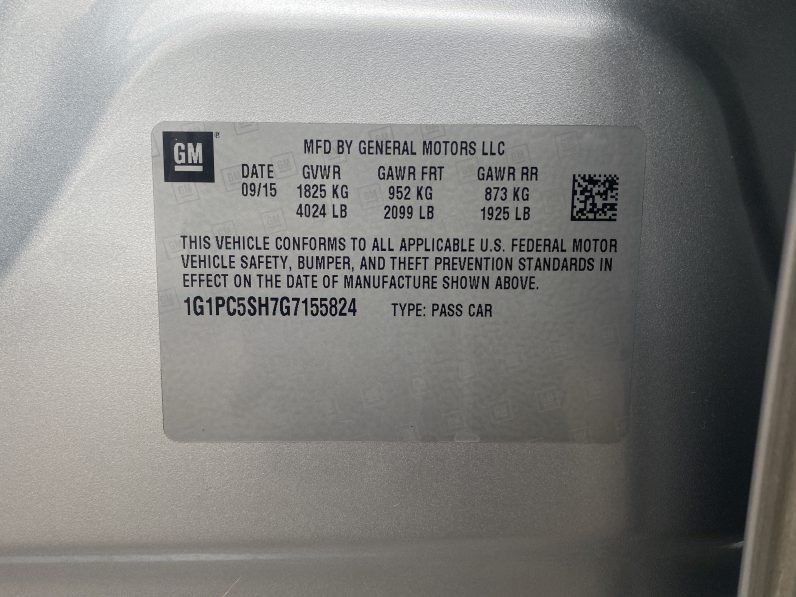 GM
MFD BY GENERAL MOTORS LLC
DATE GVWR GAWR FRT GAWR RR
09/15 1825 KG 952 KG 873 KG
4024 LB 2099 LB 1925 LB
THIS VEHICLE CONFORMS TO ALL APPLICABLE U.S. FEDERAL MOTOR
VEHICLE SAFETY, BUMPER, AND THEFT PREVENTION STANDARDS IN
EFFECT ON THE DATE OF MANUFACTURE SHOWN ABOVE.
1G1PC5SH7G7155824 TYPE: PASS CAR